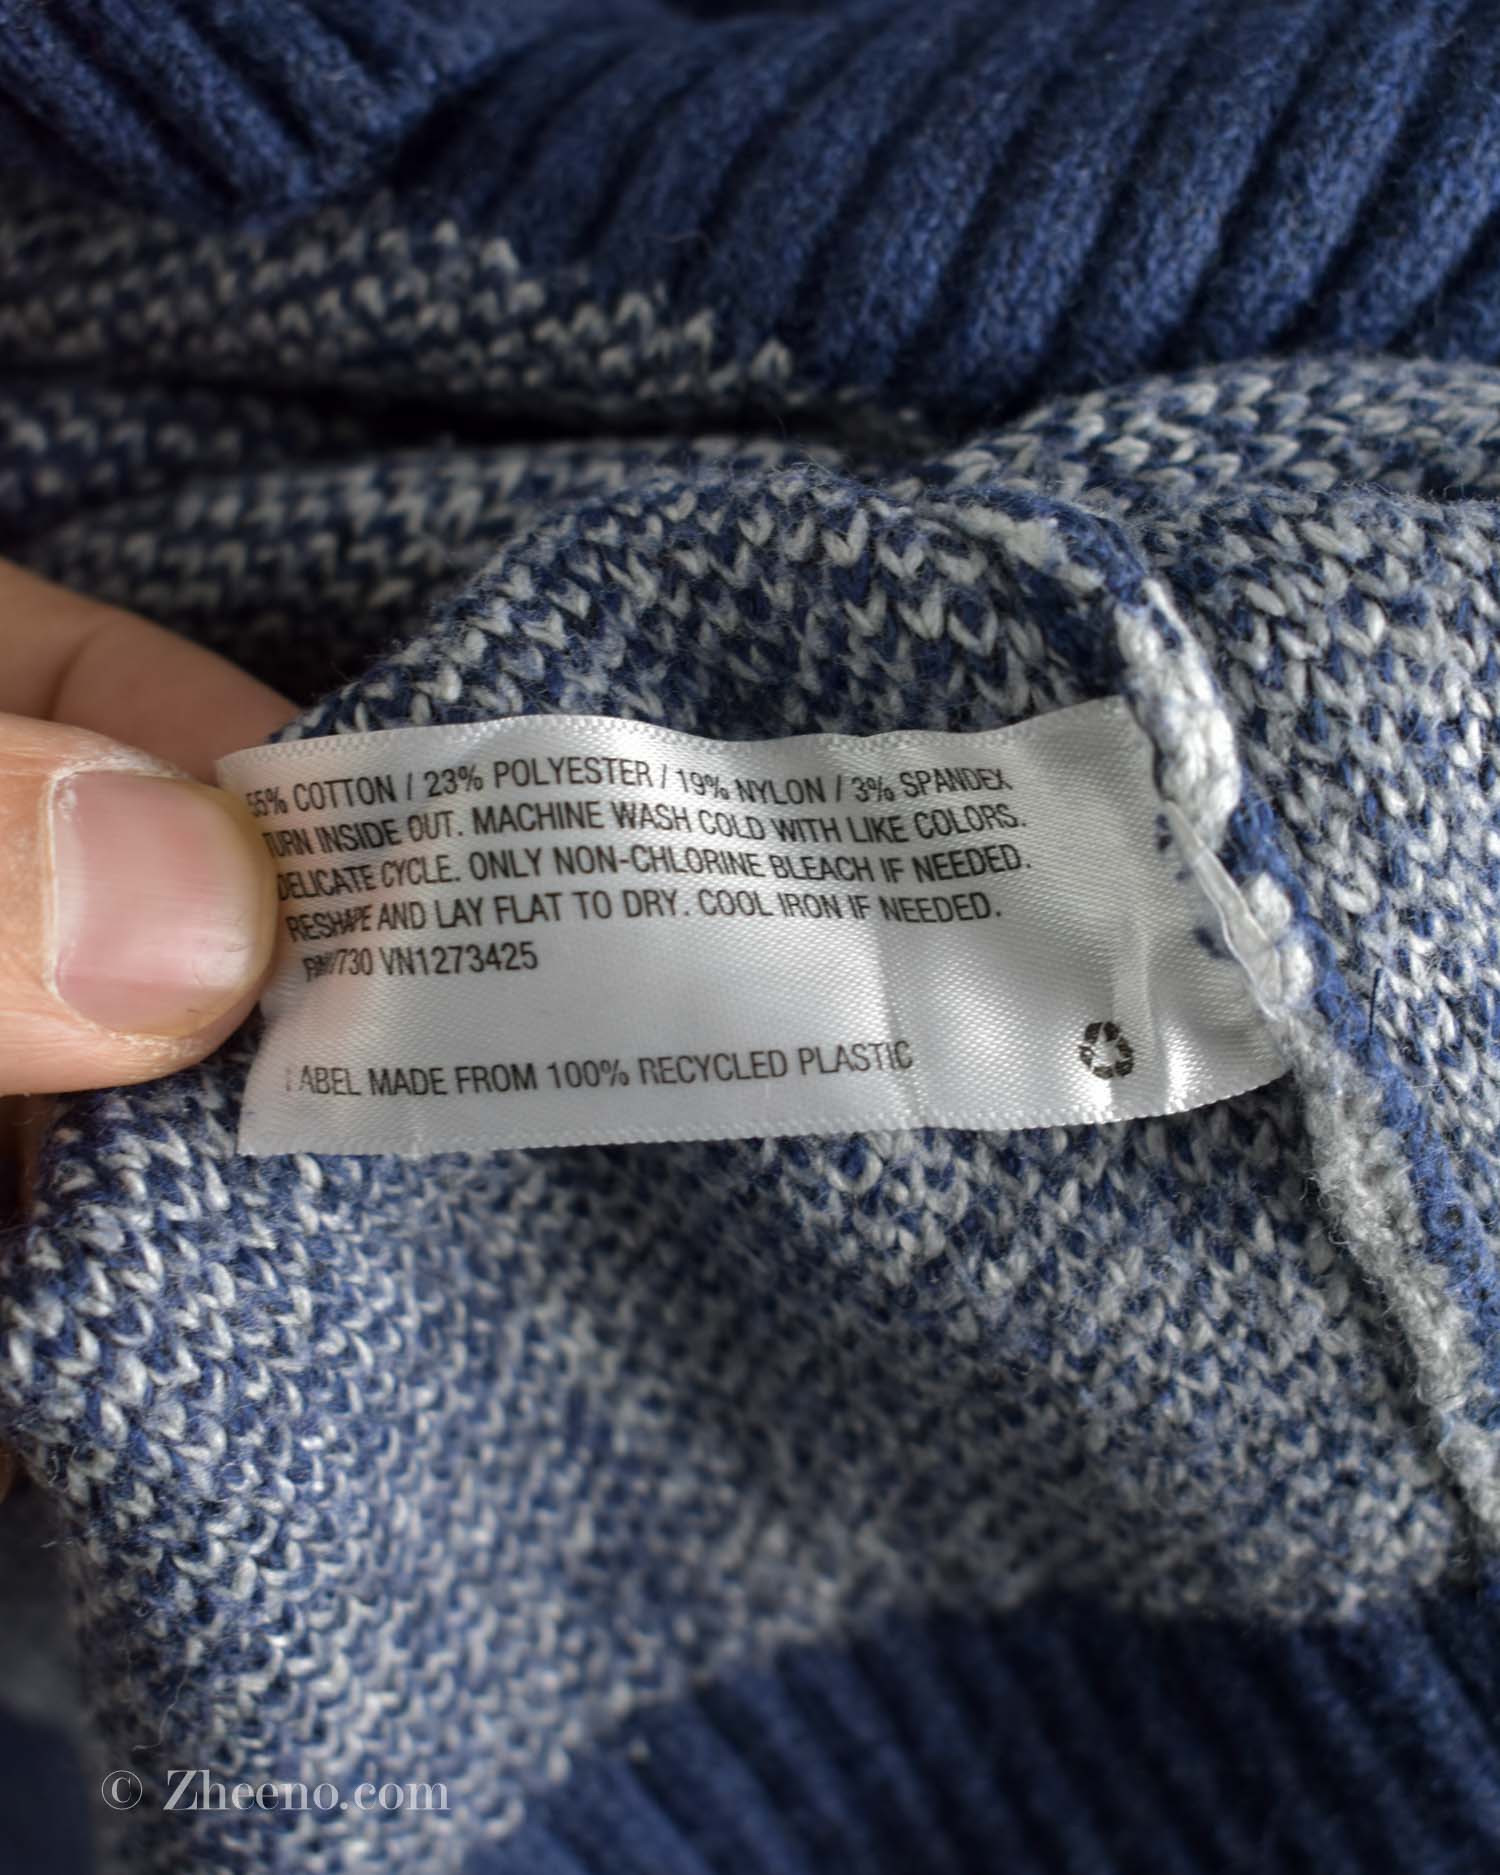 55% COTTON / 23% POLYESTER / 19% NYLON / 3% SPANDEX
TURN INSIDE OUT. MACHINE WASH COLD WITH LIKE COLORS.
DELICATE CYCLE. ONLY NON-CHLORINE BLEACH IF NEEDED.
RESHAPE AND LAY FLAT TO DRY. COOL IRON IF NEEDED.
VN1273425
LABEL MADE FROM 100% RECYCLED PLASTIC
© Zheeno.com